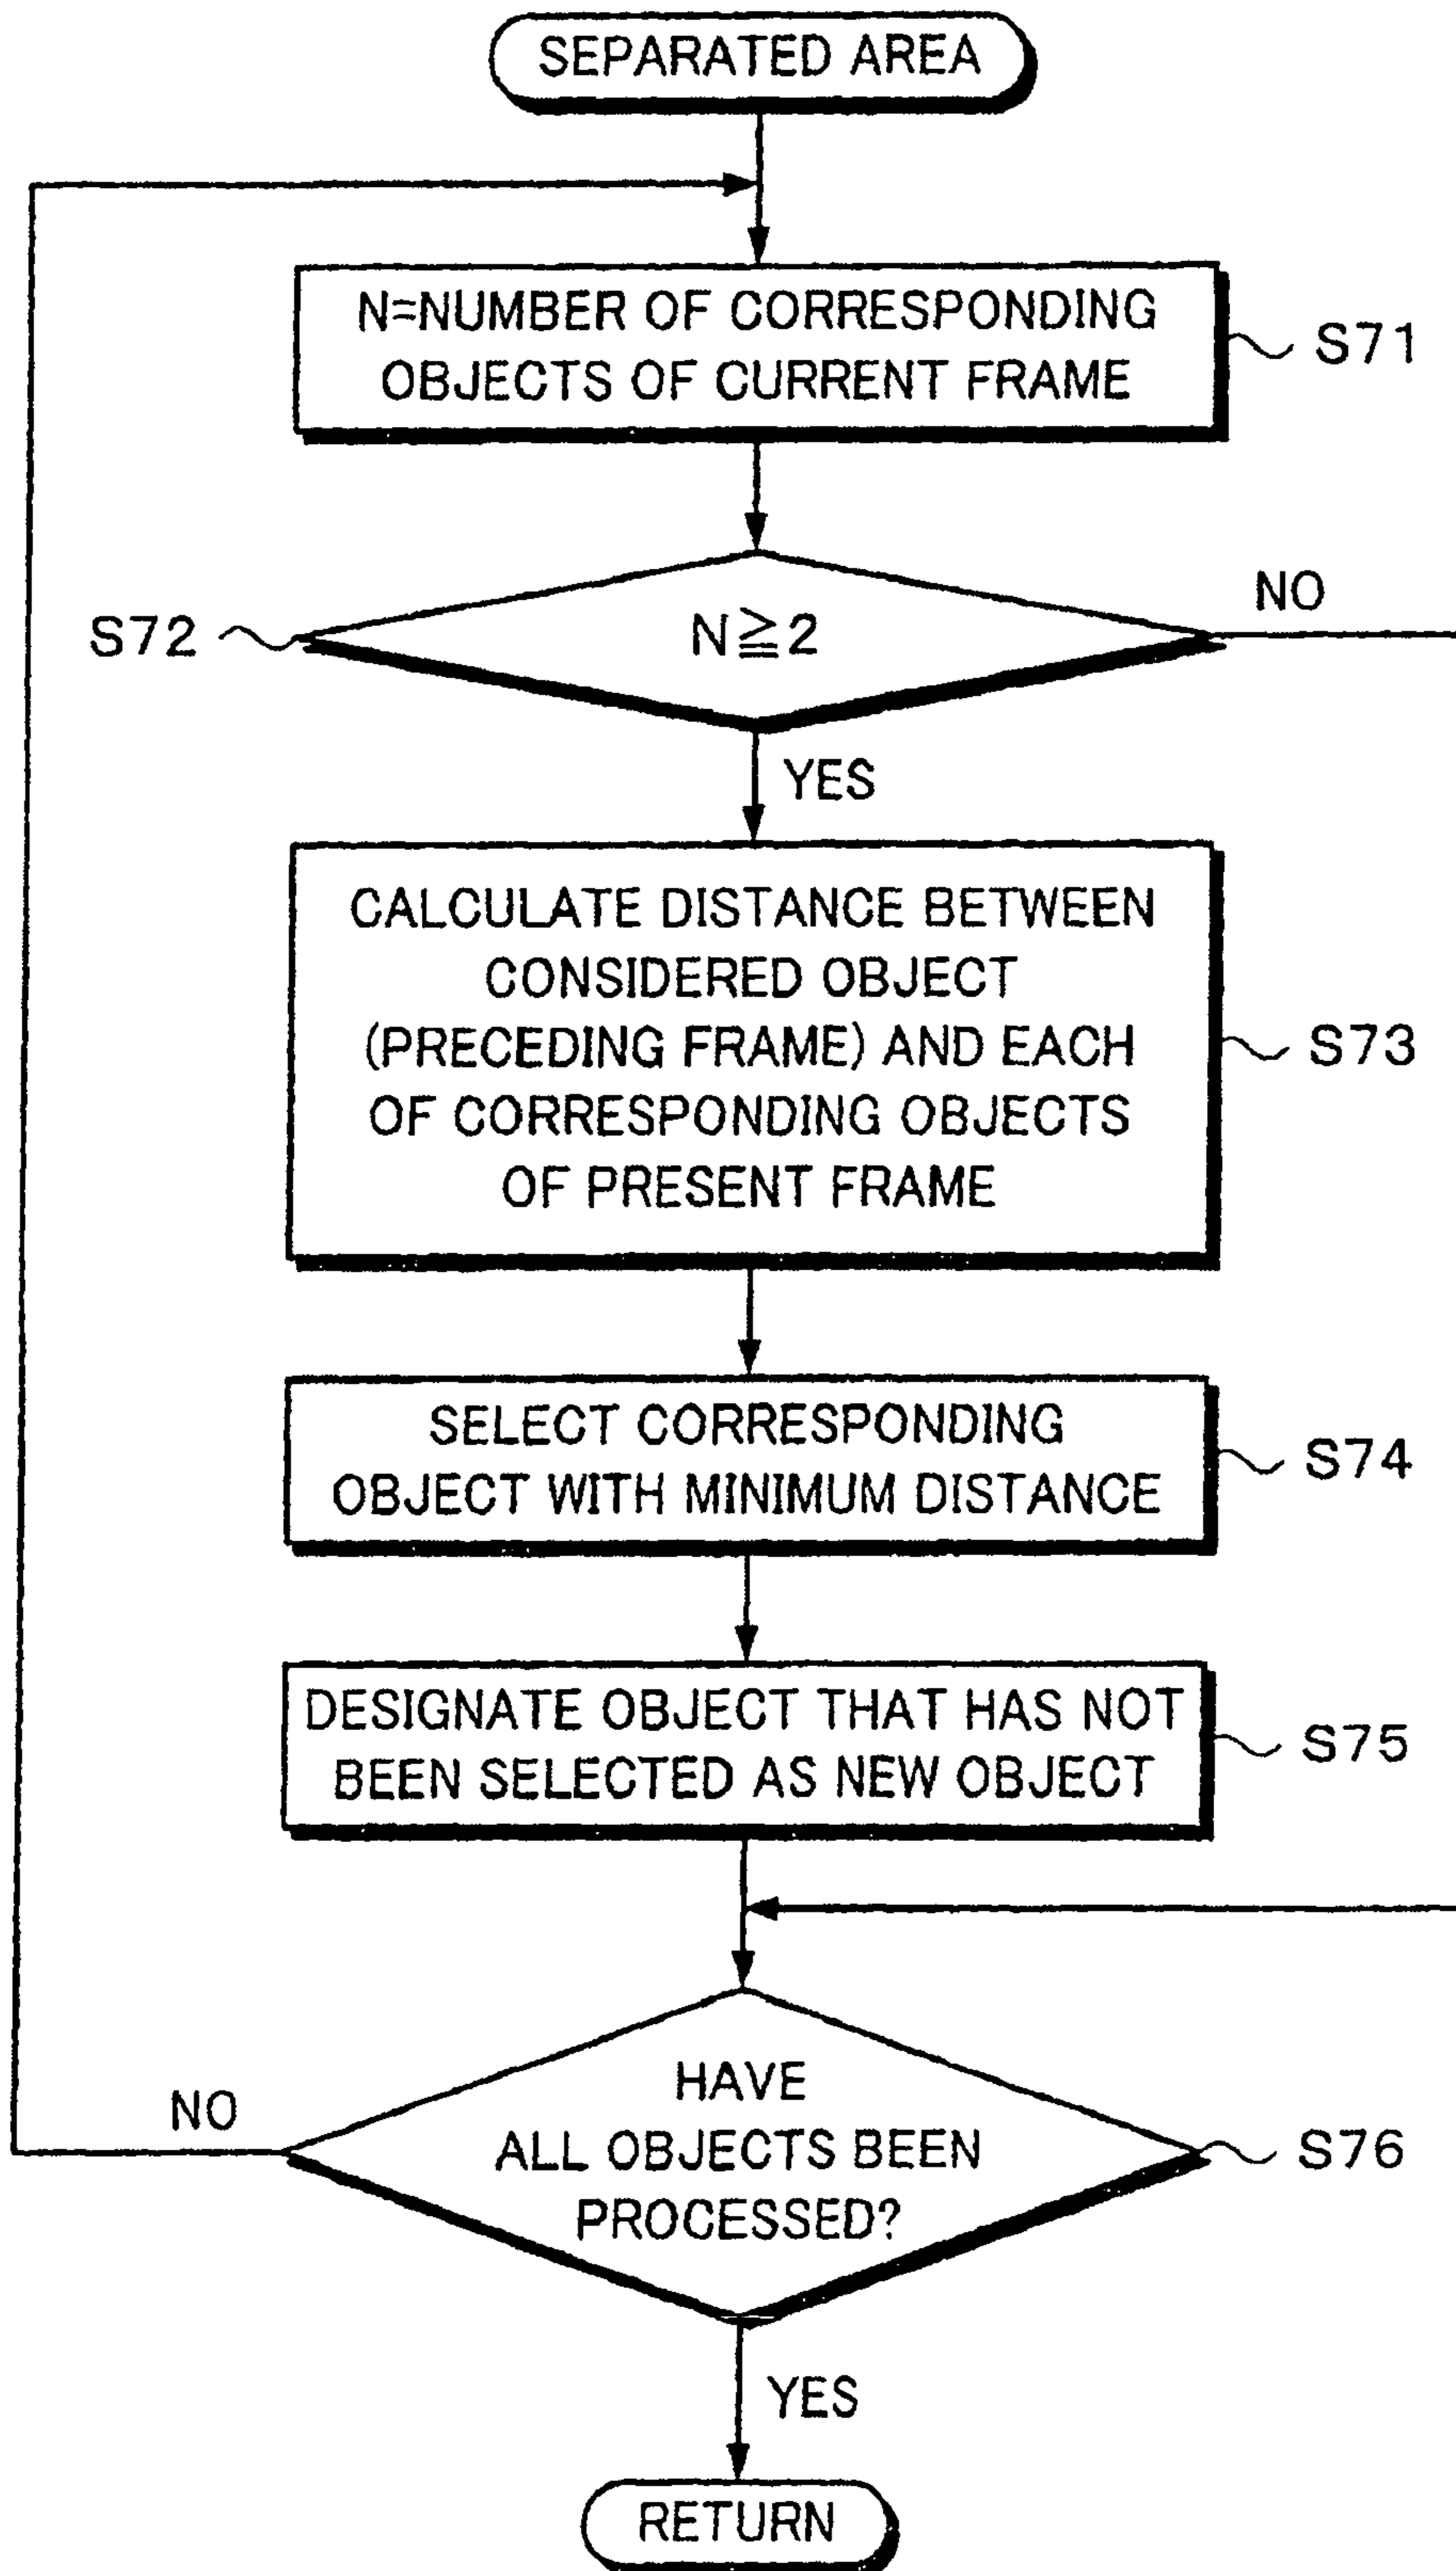 SEPARATED AREA
N=NUMBER OF CORRESPONDING
OBJECTS OF CURRENT FRAME
S71
S72
N≧2
NO
YES
CALCULATE DISTANCE BETWEEN
CONSIDERED OBJECT
(PRECEDING FRAME) AND EACH
OF CORRESPONDING OBJECTS
OF PRESENT FRAME
S73
SELECT CORRESPONDING
OBJECT WITH MINIMUM DISTANCE
S74
DESIGNATE OBJECT THAT HAS NOT
BEEN SELECTED AS NEW OBJECT
S75
NO
HAVE
ALL OBJECTS BEEN
PROCESSED?
S76
YES
RETURN